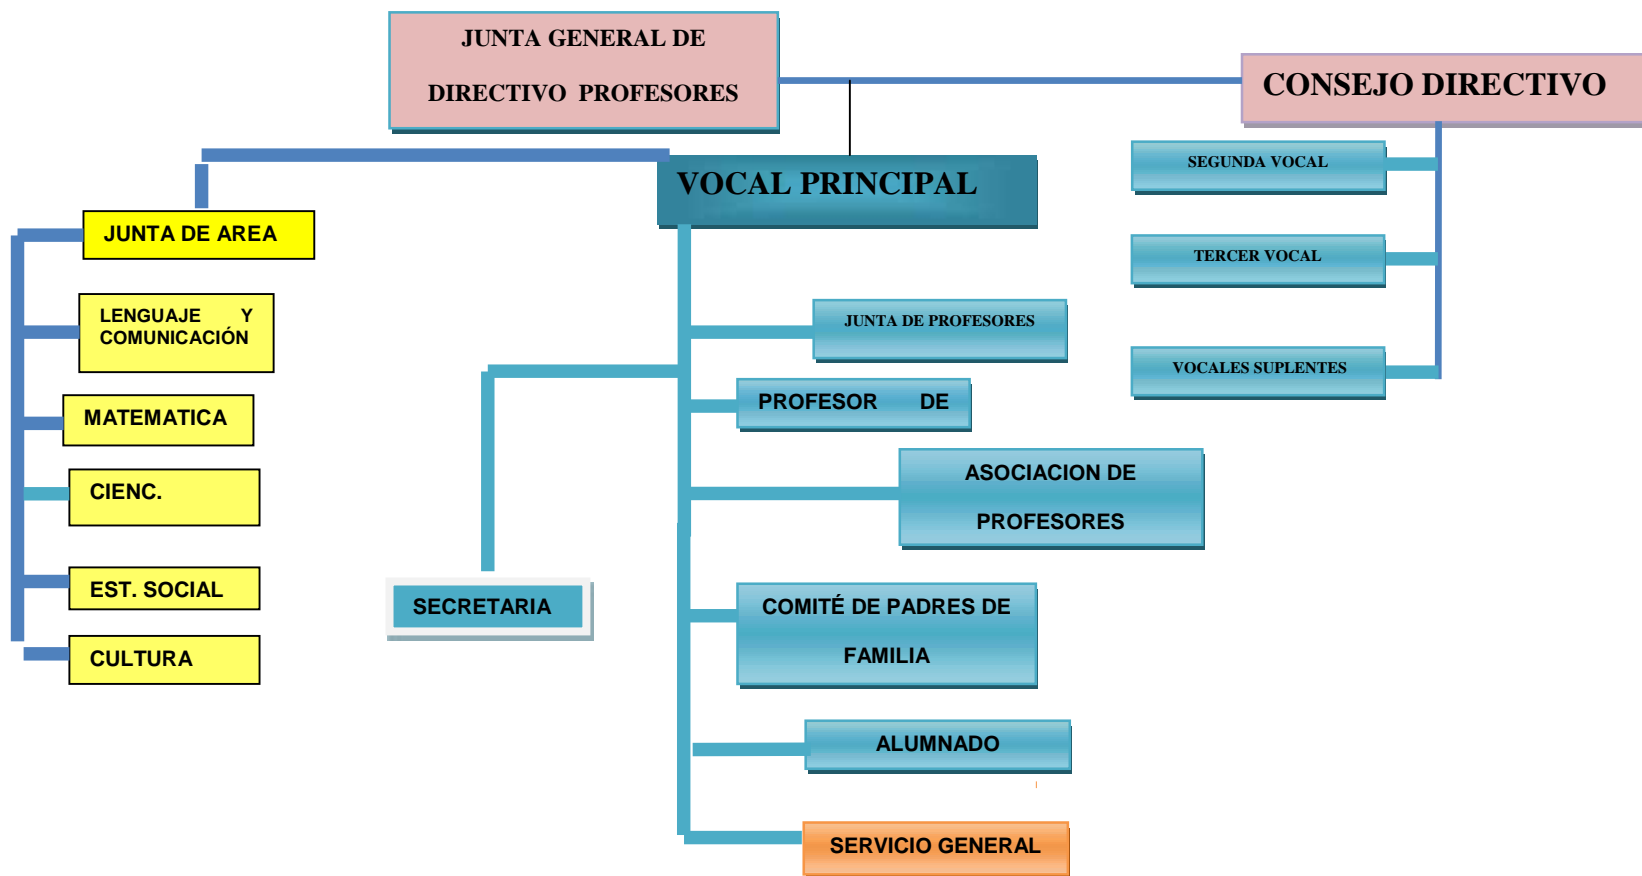 JUNTA GENERAL DE
DIRECTIVO PROFESORES
CONSEJO DIRECTIVO
VOCAL PRINCIPAL
SEGUNDA VOCAL
TERCER VOCAL
VOCALES SUPLENTES
JUNTA DE AREA
LENGUAJE Y
COMUNICACIÓN
MATEMATICA
CIENC.
EST. SOCIAL
CULTURA
SECRETARIA
JUNTA DE PROFESORES
PROFESOR DE
ASOCIACION DE
PROFESORES
COMITÉ DE PADRES DE
FAMILIA
ALUMNADO
SERVICIO GENERAL